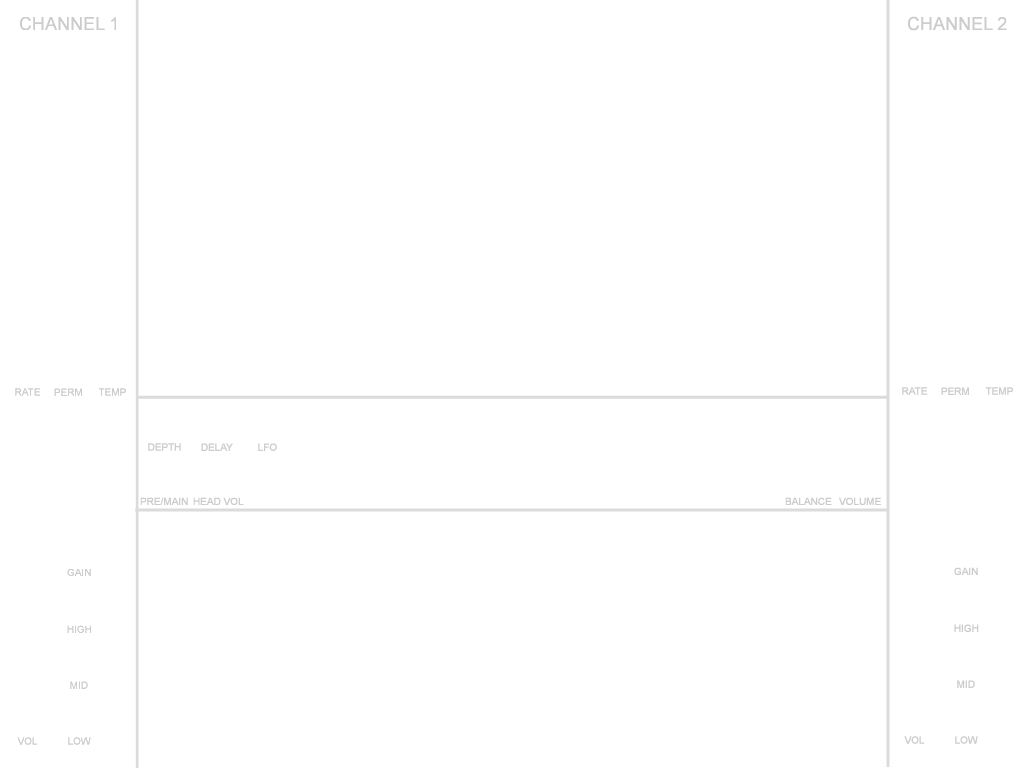 CHANNEL 1
CHANNEL 2
RATE PERM TEMP
RATE PERM TEMP
DEPTH DELAY LFO
PRE/MAIN HEAD VOL
BALANCE VOLUME
GAIN
GAIN
HIGH
HIGH
MID
MID
VOL LOW
VOL LOW